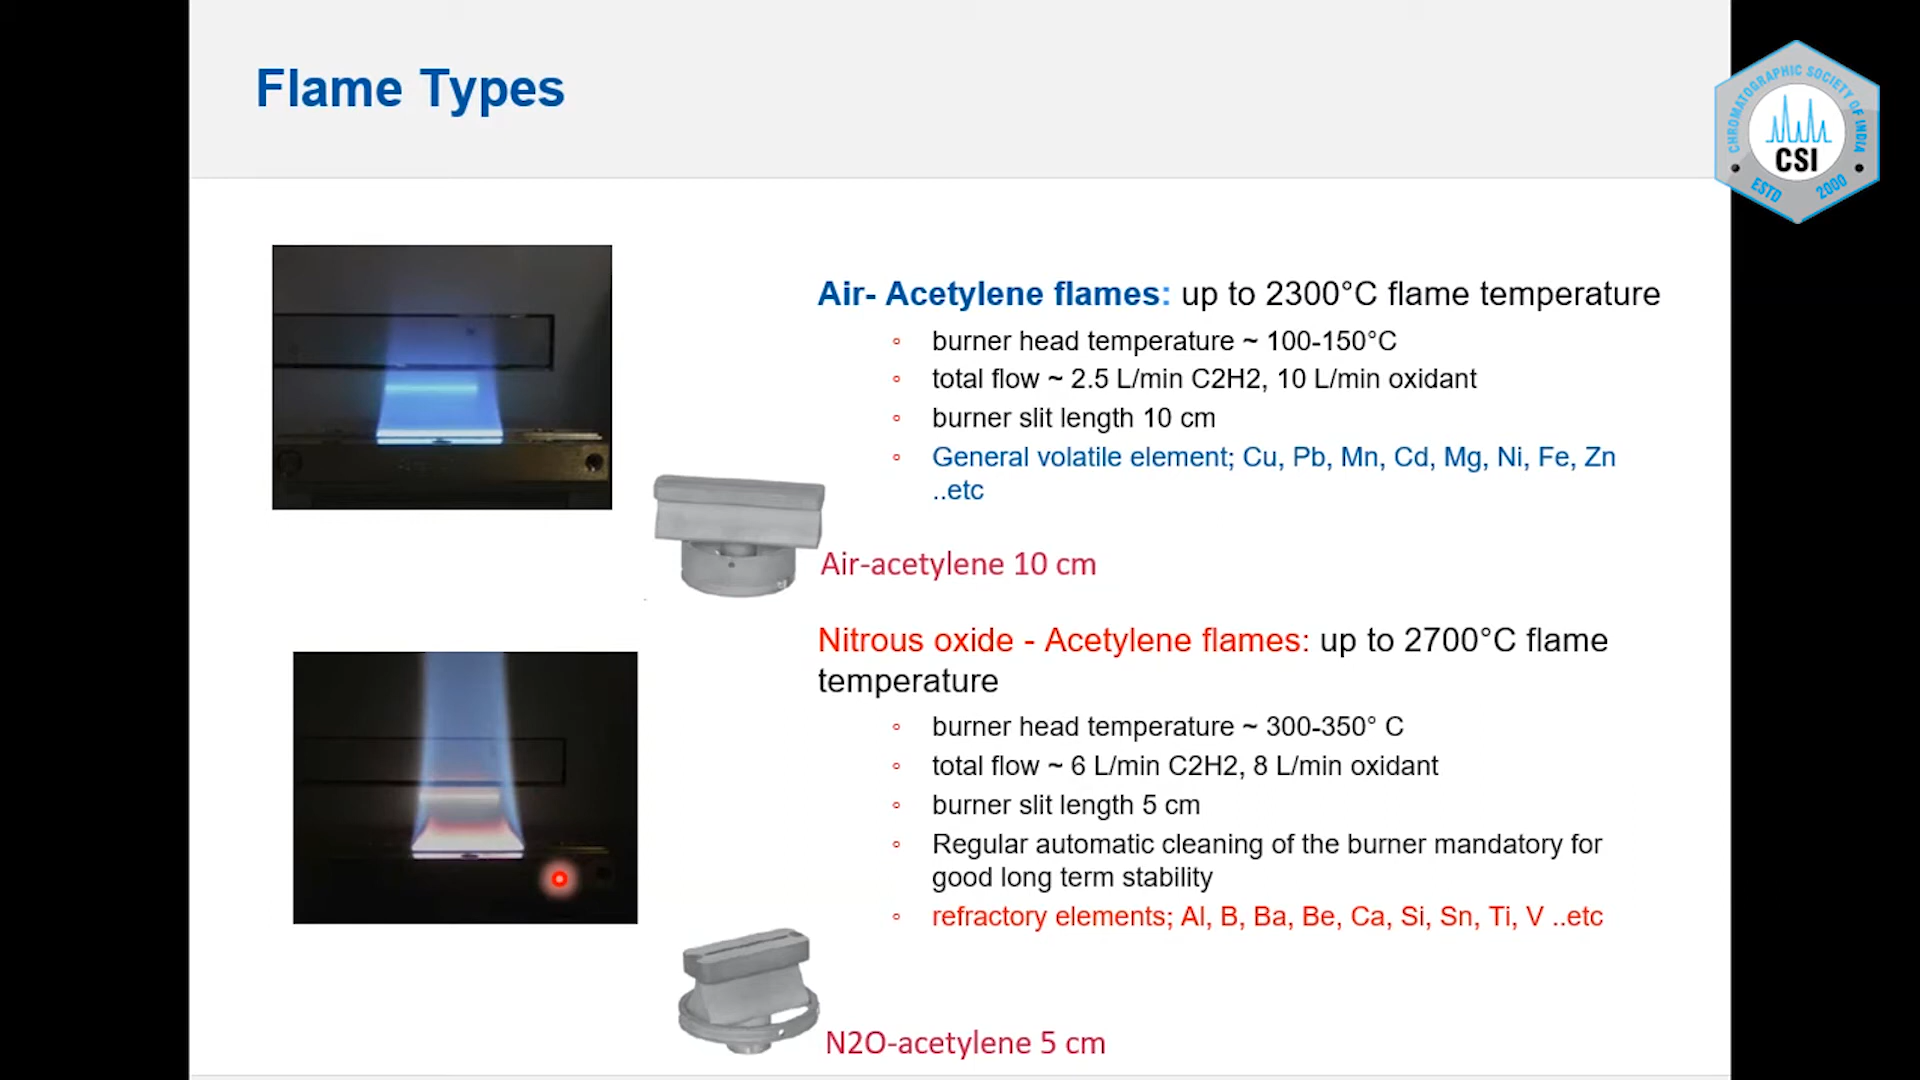 Flame Types
CHROMATOGRAPHIC SOCIETY OF INDIA
CSI
ESTD 2000
Air- Acetylene flames: up to 2300°C flame temperature
burner head temperature ~ 100-150°C
total flow ~ 2.5 L/min C2H2, 10 L/min oxidant
burner slit length 10 cm
General volatile element; Cu, Pb, Mn, Cd, Mg, Ni, Fe, Zn
..etc
Air-acetylene 10 cm
Nitrous oxide - Acetylene flames: up to 2700°C flame
temperature
burner head temperature ~ 300-350° C
total flow ~ 6 L/min C2H2, 8 L/min oxidant
burner slit length 5 cm
Regular automatic cleaning of the burner mandatory for
good long term stability
refractory elements; Al, B, Ba, Be, Ca, Si, Sn, Ti, V ..etc
N2O-acetylene 5 cm